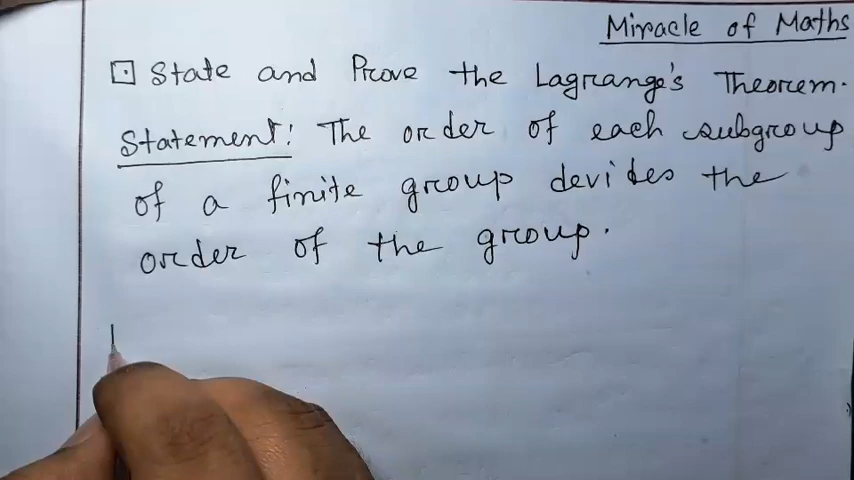 Miracle of Maths
State and Prove the Lagrange's Theorem.
Statement: The order of each subgroup
of a finite group devides the
order of the group.